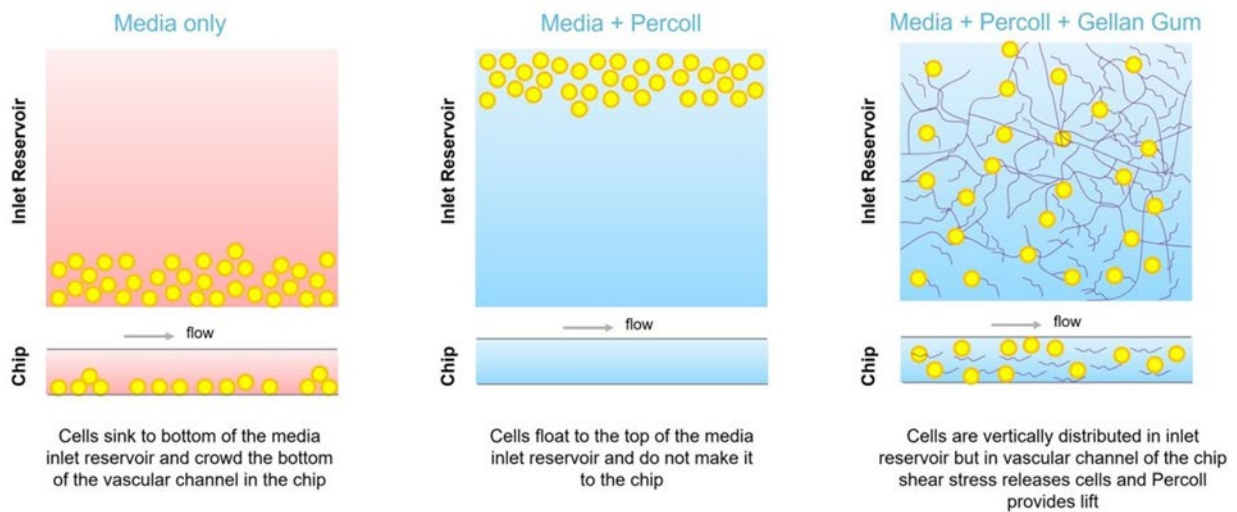 Media only
Media + Percoll
Media + Percoll + Gellan Gum
Inlet Reservoir
Inlet Reservoir
Inlet Reservoir
flow
flow
flow
Chip
Chip
Chip
Cells sink to bottom of the media
inlet reservoir and crowd the bottom
of the vascular channel in the chip
Cells float to the top of the media
inlet reservoir and do not make it
to the chip
Cells are vertically distributed in inlet
reservoir but in vascular channel of the chip
shear stress releases cells and Percoll
provides lift